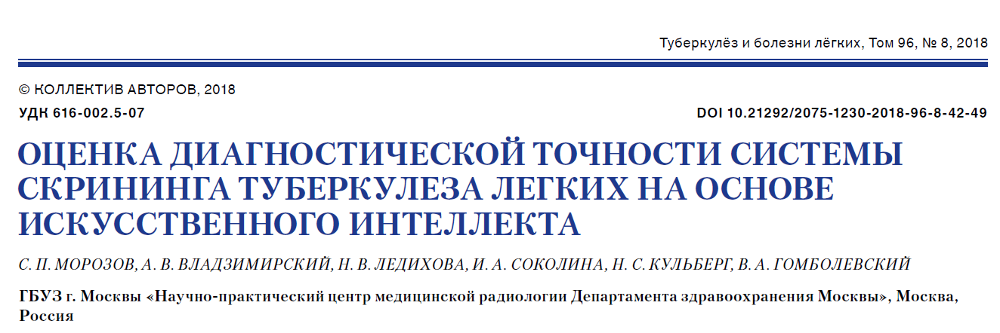 Туберкулёз и болезни лёгких, Том 96, № 8, 2018
© КОЛЛЕКТИВ АВТОРОВ, 2018
УДК 616-002.5-07
DOI 10.21292/2075-1230-2018-96-8-42-49
ОЦЕНКА ДИАГНОСТИЧЕСКОЙ ТОЧНОСТИ СИСТЕМЫ
СКРИНИНГА ТУБЕРКУЛЕЗА ЛЕГКИХ НА ОСНОВЕ
ИСКУССТВЕННОГО ИНТЕЛЛЕКТА
С. П. МОРОЗОВ, А. В. ВЛАДЗИМИРСКИЙ, Н. В. ЛЕДИХОВА, И. А. СОКОЛИНА, Н. С. КУЛЬБЕРГ, В. А. ГОМБОЛЕВСКИЙ
ГБУЗ г. Москвы «Научно-практический центр медицинской радиологии Департамента здравоохранения Москвы», Москва,
Россия